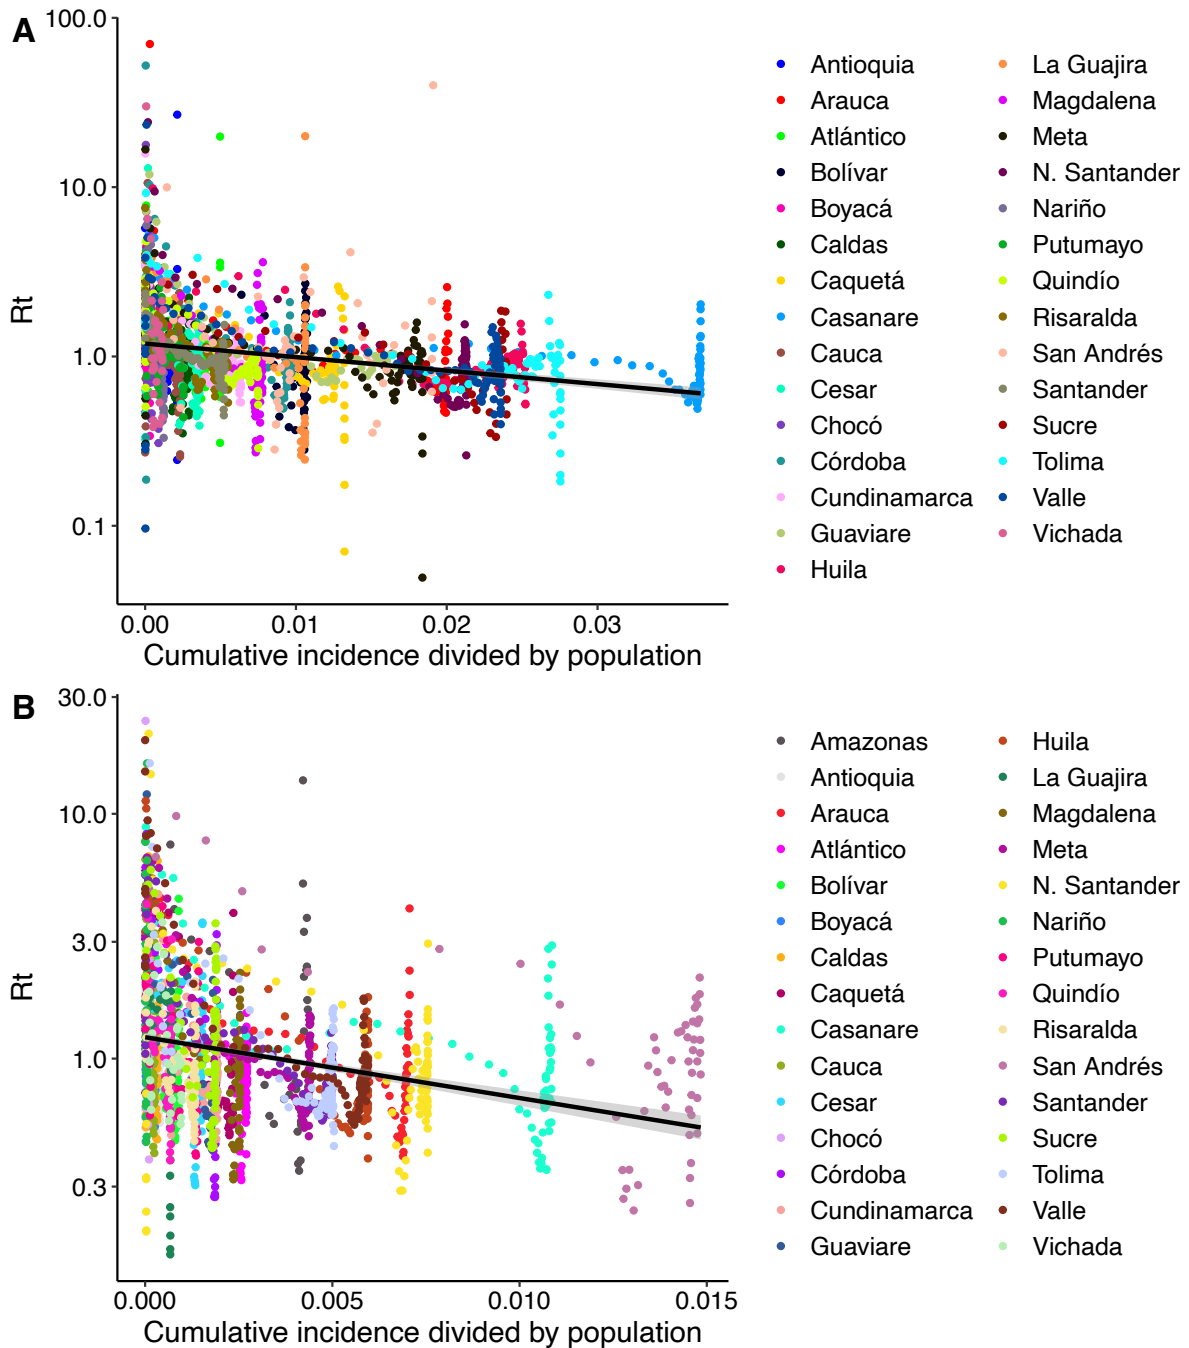 A
100.0
10.0
1.0
0.1
Rt
0.00 0.01 0.02 0.03
Cumulative incidence divided by population
Antioquia
Arauca
Atlántico
Bolívar
Boyacá
Caldas
Caquetá
Casanare
Cauca
Cesar
Chocó
Córdoba
Cundinamarca
Guaviare
Huila
La Guajira
Magdalena
Meta
N. Santander
Nariño
Putumayo
Quindío
Risaralda
San Andrés
Santander
Sucre
Tolima
Valle
Vichada
B
30.0
10.0
3.0
1.0
0.3
Rt
0.000 0.005 0.010 0.015
Cumulative incidence divided by population
Amazonas
Antioquia
Arauca
Atlántico
Bolívar
Boyacá
Caldas
Caquetá
Casanare
Cauca
Cesar
Chocó
Córdoba
Cundinamarca
Guaviare
Huila
La Guajira
Magdalena
Meta
N. Santander
Nariño
Putumayo
Quindío
Risaralda
San Andrés
Santander
Sucre
Tolima
Valle
Vichada